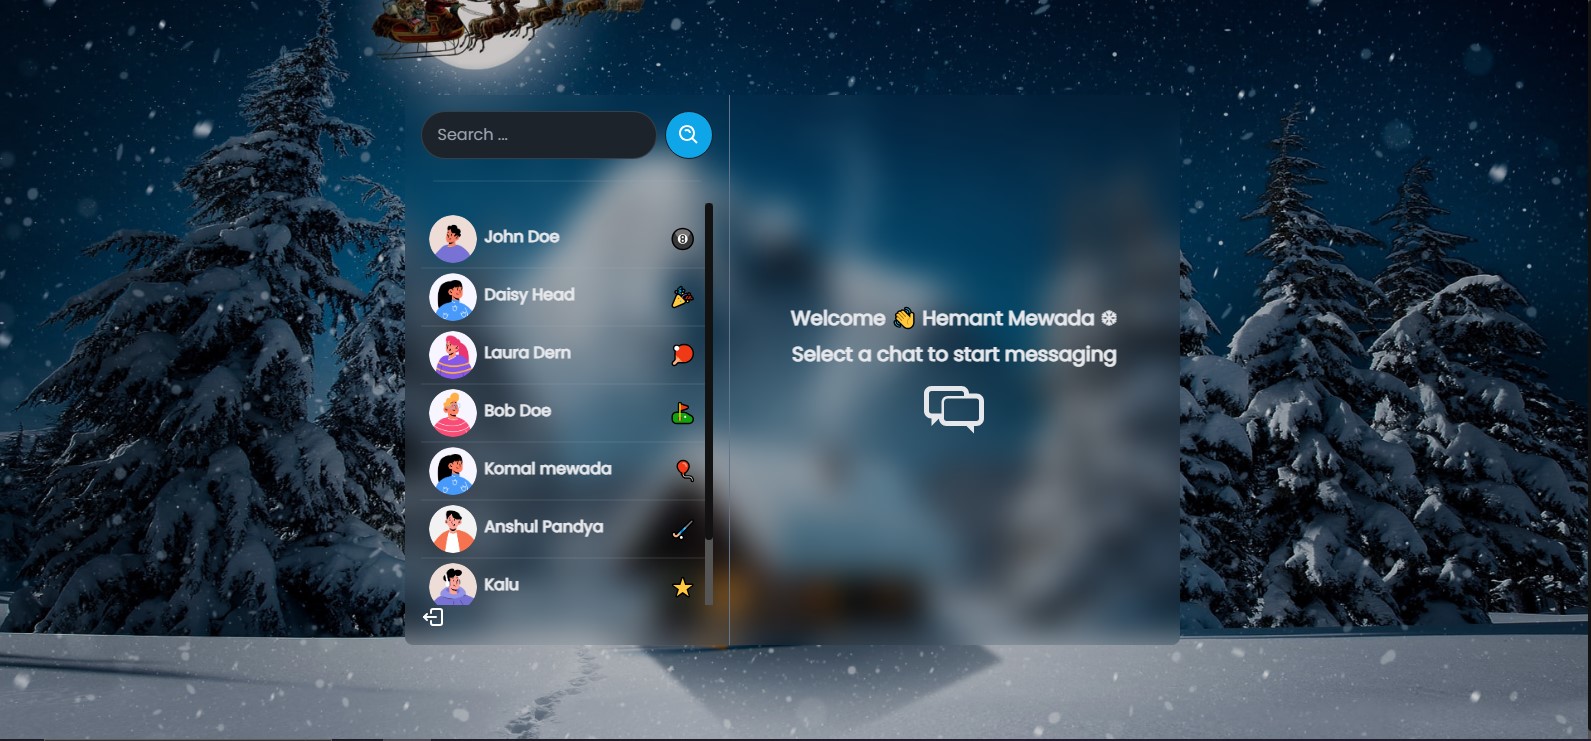 Search ...
John Doe
Daisy Head
Laura Dern
Bob Doe
Komal mewada
Anshul Pandya
Kalu
Welcome 👋 Hemant Mewada ❄
Select a chat to start messaging